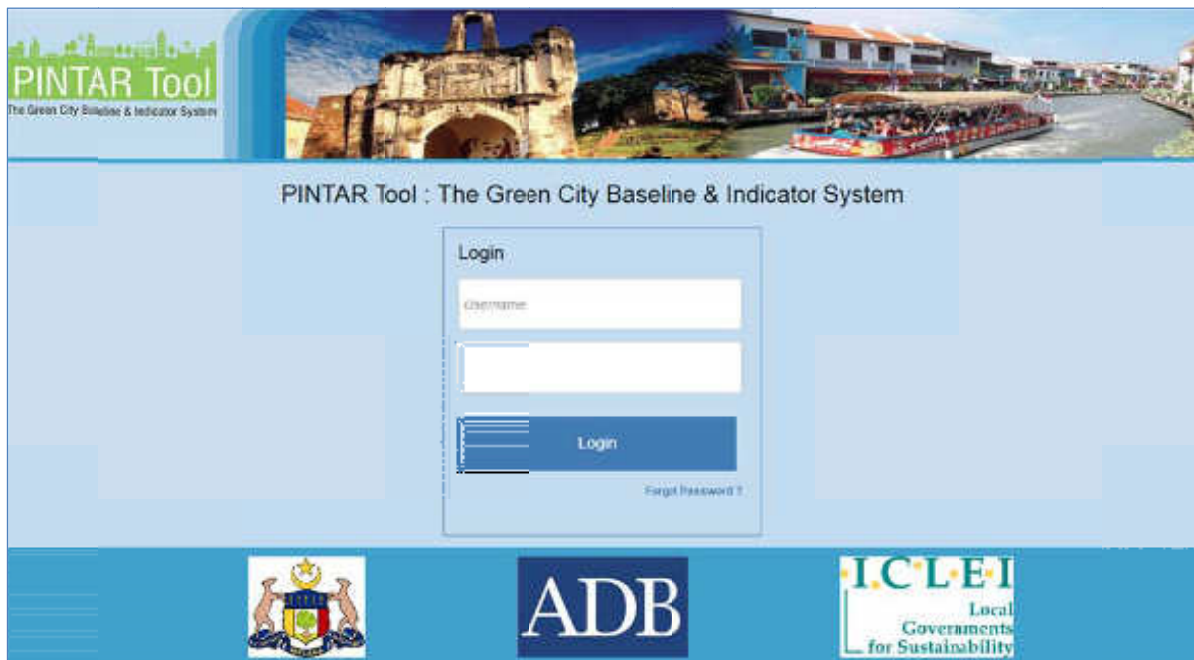 PINTAR Tool
The Green City Baseline & Indicator System
PINTAR Tool : The Green City Baseline & Indicator System
Login
Username
Login
Forgot Password ?
ADB
I.C.L.E.I
Local
Governments
for Sustainability